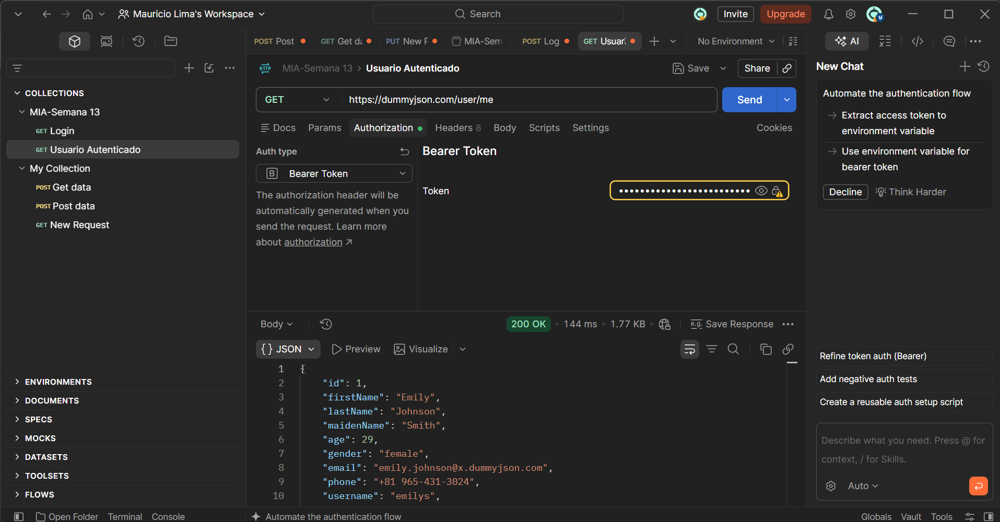 Mauricio Lima's Workspace
Search
Invite
Upgrade
POST Post
GET Get da
PUT New F
MIA-Sem
POST Log
GET Usuari
No Environment
AI
HTTP
MIA-Semana 13 > Usuario Autenticado
Save
Share
New Chat
COLLECTIONS
MIA-Semana 13
GET Login
GET Usuario Autenticado
My Collection
POST Get data
POST Post data
GET New Request
ENVIRONMENTS
DOCUMENTS
SPECS
MOCKS
DATASETS
TOOLSETS
FLOWS
GET
https://dummyjson.com/user/me
Send
Docs
Params
Authorization
Headers 8
Body
Scripts
Settings
Cookies
Auth type
B Bearer Token
The authorization header will be
automatically generated when you
send the request. Learn more
about authorization
Bearer Token
Token
Body
200 OK
144 ms
1.77 KB
e.g. Save Response
{} JSON
Preview
Visualize
1 {
2 "id": 1,
3 "firstName": "Emily",
4 "lastName": "Johnson",
5 "maidenName": "Smith",
6 "age": 29,
7 "gender": "female",
8 "email": "emily.johnson@x.dummyjson.com",
9 "phone": "+81 965-431-3024",
10 "username": "emilys",
Automate the authentication flow
Extract access token to
environment variable
Use environment variable for
bearer token
Decline
Think Harder
Refine token auth (Bearer)
Add negative auth tests
Create a reusable auth setup script
Describe what you need. Press @ for
context, / for Skills.
Auto
Open Folder
Terminal
Console
Automate the authentication flow
Globals
Vault
Tools